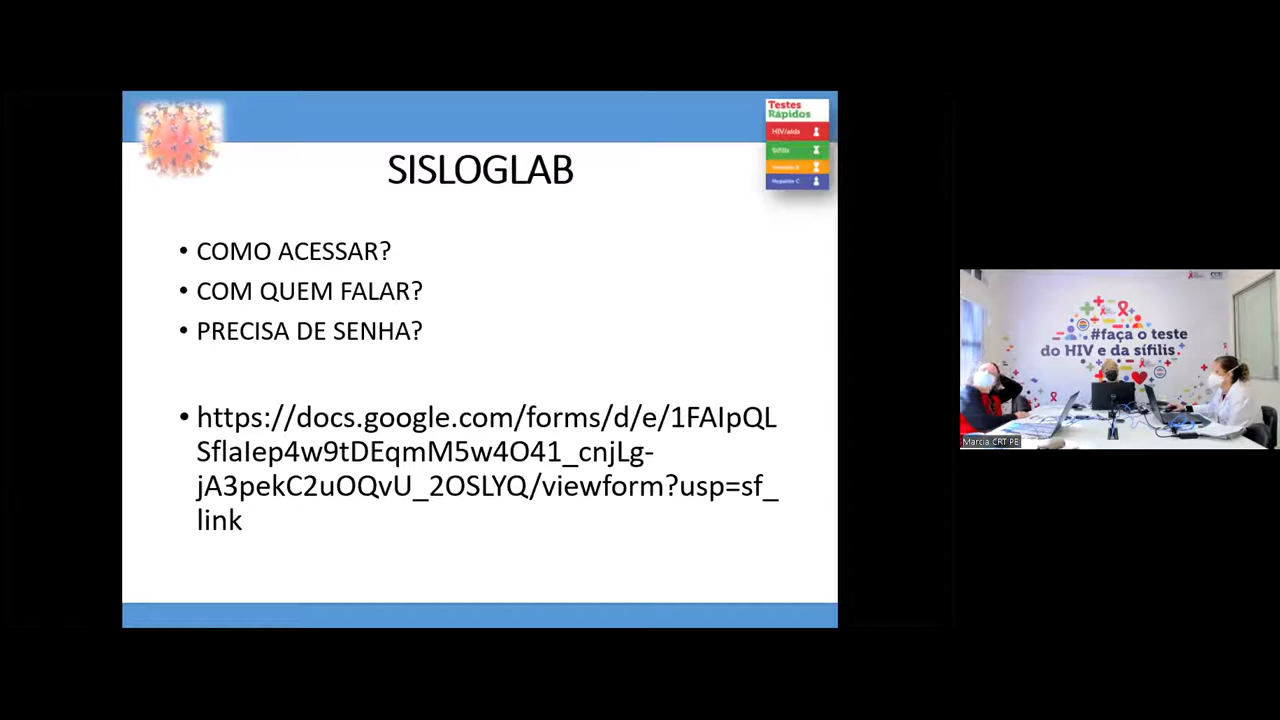 Testes
Rápidos
HIV/aids
Sífilis
Hepatite C
SISLOGLAB
• COMO ACESSAR?
• COM QUEM FALAR?
• PRECISA DE SENHA?
• https://docs.google.com/forms/d/e/1FAIpQL
SflaIep4w9tDEqmM5w4O41_cnjLg-
jA3pekC2uOQvU_2OSLYQ/viewform?usp=sf_
link
#faça o teste
do HIV e da sífilis.
Marcia CRT PE